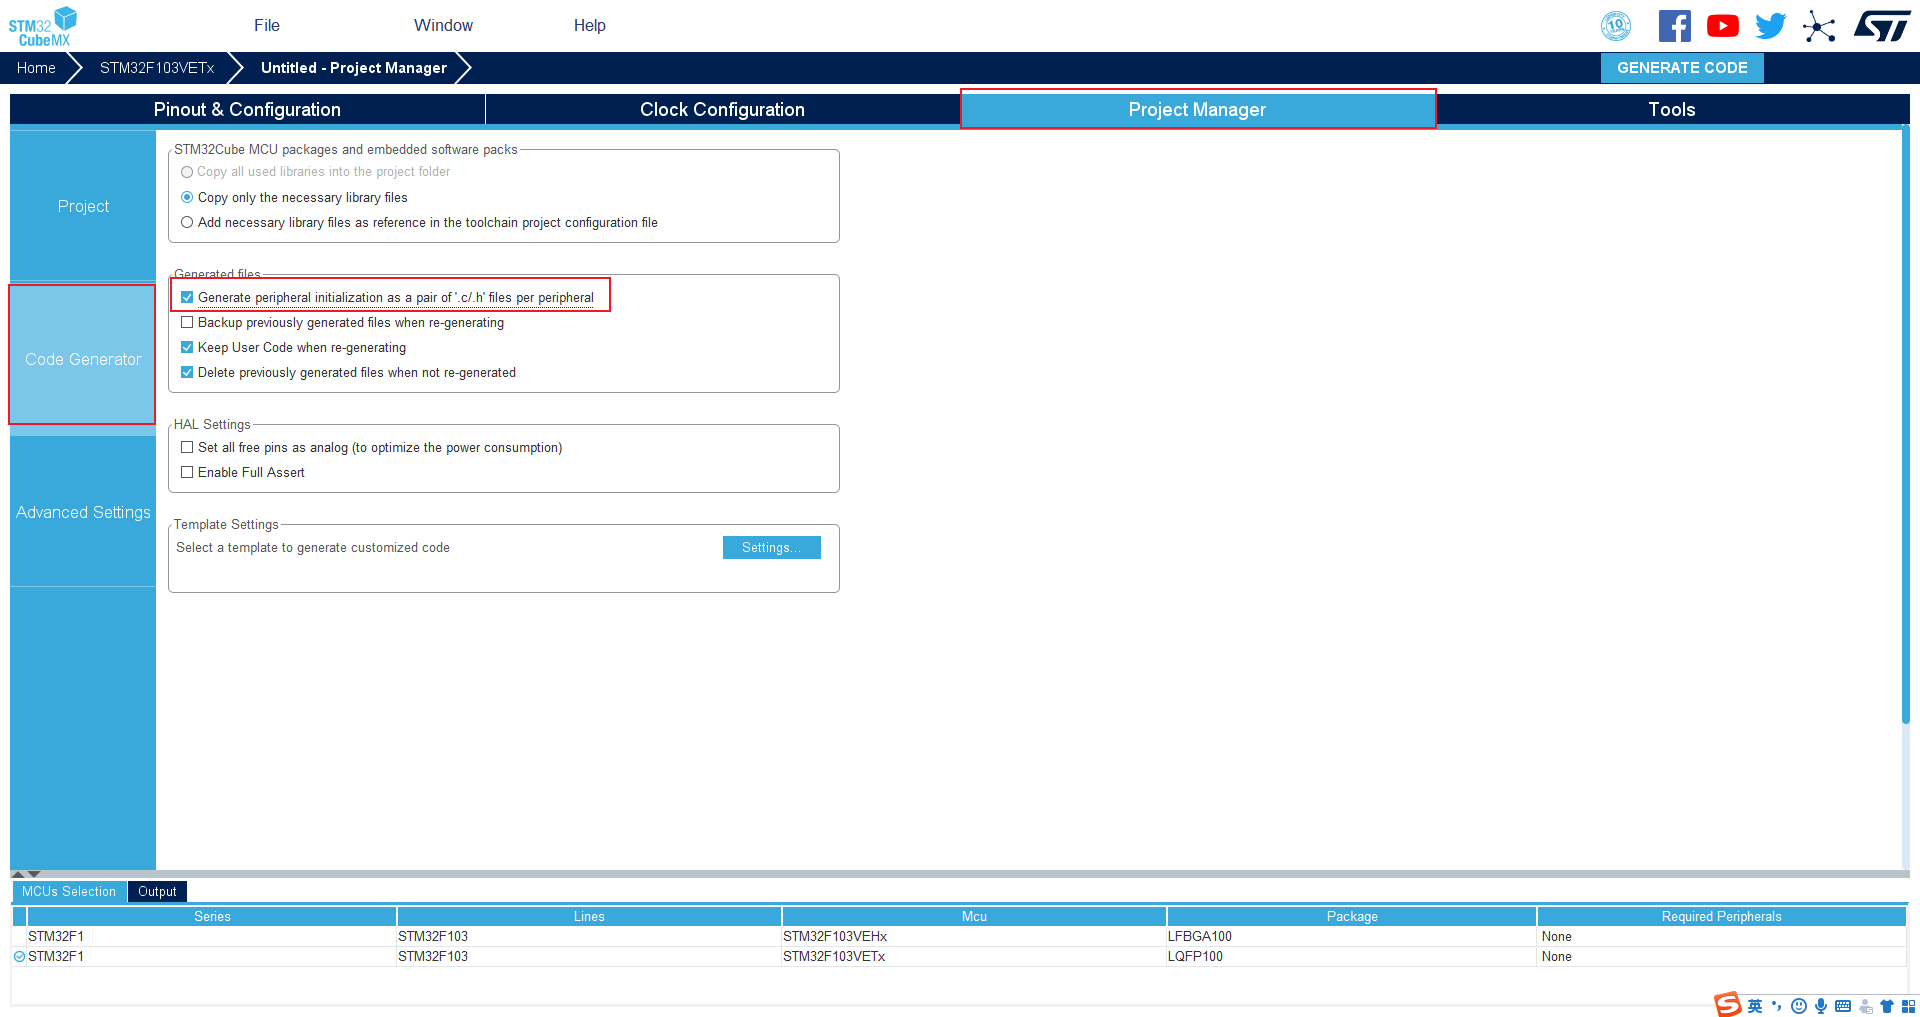 STM32
CubeMX
File
Window
Help
10
Home
STM32F103VETx
Untitled - Project Manager
GENERATE CODE
Pinout & Configuration
Clock Configuration
Project Manager
Tools
Project
Code Generator
Advanced Settings
STM32Cube MCU packages and embedded software packs
Copy all used libraries into the project folder
Copy only the necessary library files
Add necessary library files as reference in the toolchain project configuration file
Generated files
Generate peripheral initialization as a pair of '.c/.h' files per peripheral
Backup previously generated files when re-generating
Keep User Code when re-generating
Delete previously generated files when not re-generated
HAL Settings
Set all free pins as analog (to optimize the power consumption)
Enable Full Assert
Template Settings
Select a template to generate customized code
Settings...
MCUs Selection
Output
Series Lines Mcu Package Required Peripherals
STM32F1 STM32F103 STM32F103VEHx LFBGA100 None
STM32F1 STM32F103 STM32F103VETx LQFP100 None
英